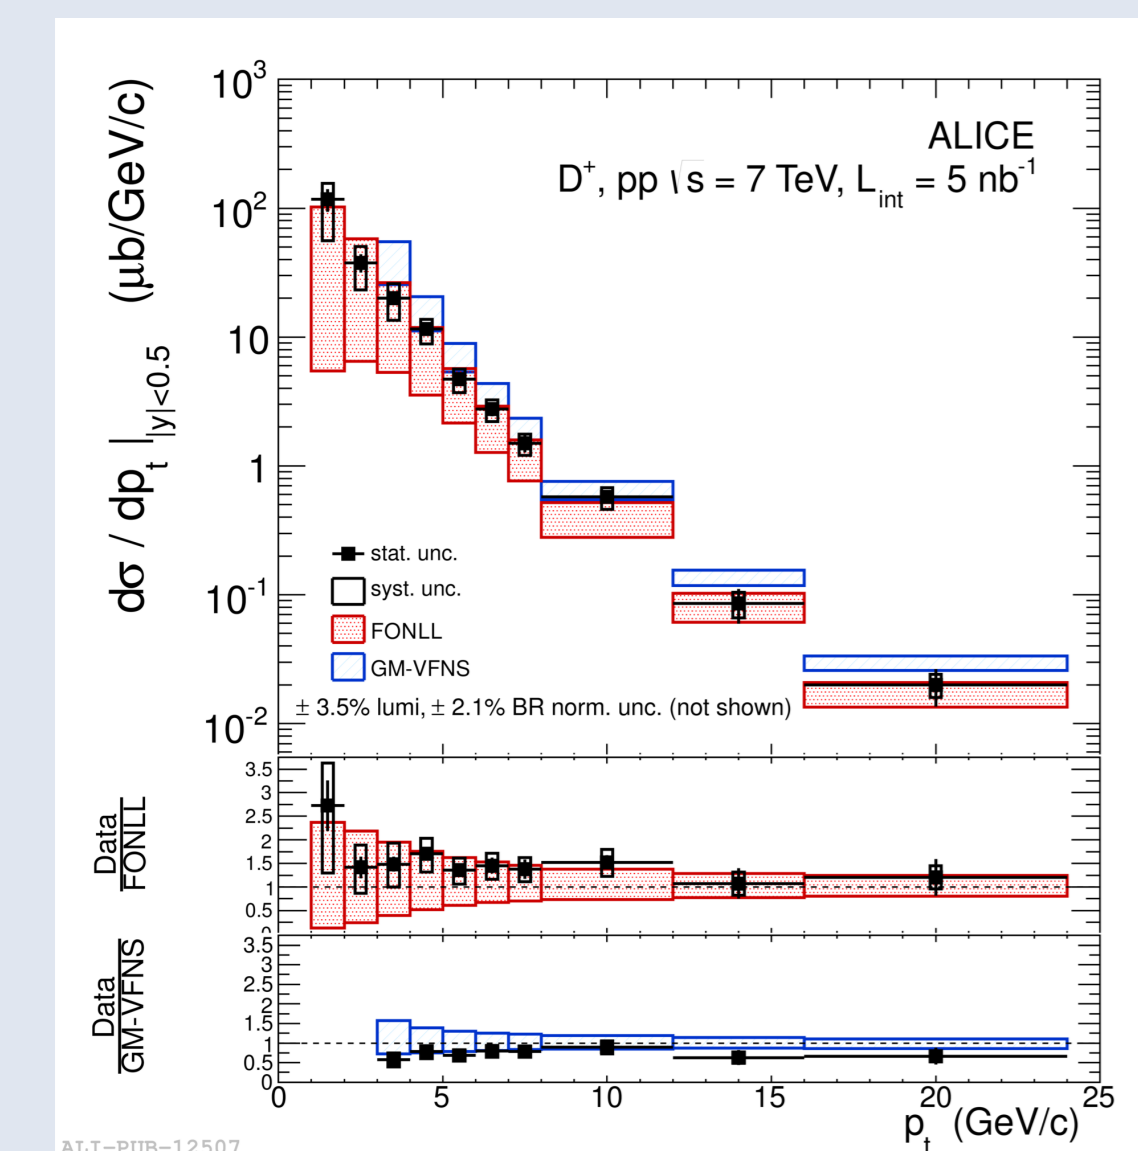 10³
10²
10
1
10⁻¹
10⁻²
dσ / dpₜ ||y|<0.5 (μb/GeV/c)
ALICE
D⁺, pp √s = 7 TeV, L_int = 5 nb⁻¹
stat. unc.
syst. unc.
FONLL
GM-VFNS
± 3.5% lumi, ± 2.1% BR norm. unc. (not shown)
Data
FONLL
3.5
3
2.5
2
1.5
1
0.5
0
Data
GM-VFNS
3.5
3
2.5
2
1.5
1
0.5
0
0 5 10 15 20 25
pₜ (GeV/c)
ALI-PUB-12507